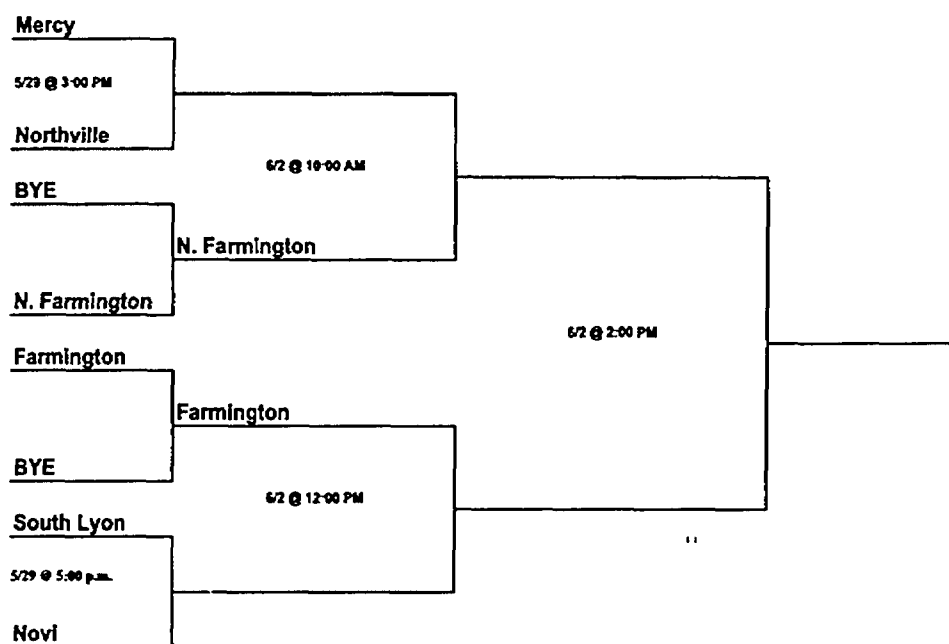 Mercy
5/29 @ 3:00 PM
Northville
6/2 @ 10:00 AM
BYE
N. Farmington
N. Farmington
6/2 @ 2:00 PM
Farmington
Farmington
BYE
6/2 @ 12:00 PM
South Lyon
5/29 @ 5:00 p.m.
Novi